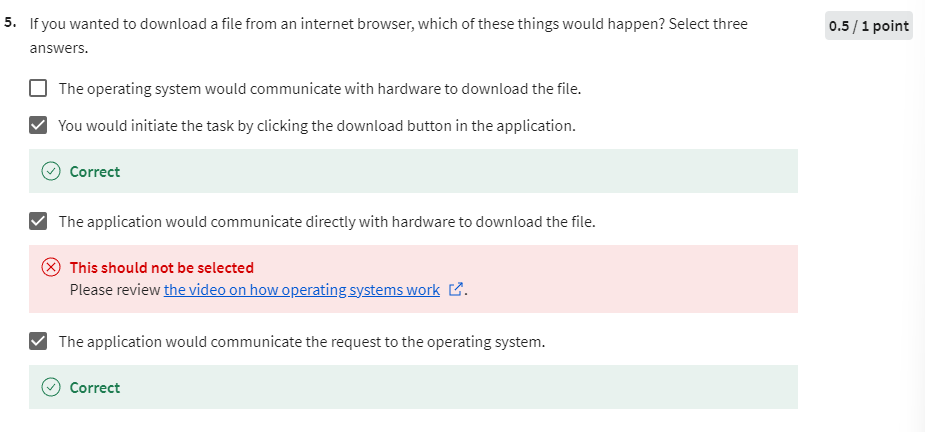 5. If you wanted to download a file from an internet browser, which of these things would happen? Select three
answers.
0.5 / 1 point
The operating system would communicate with hardware to download the file.
You would initiate the task by clicking the download button in the application.
Correct
The application would communicate directly with hardware to download the file.
This should not be selected
Please review the video on how operating systems work.
The application would communicate the request to the operating system.
Correct